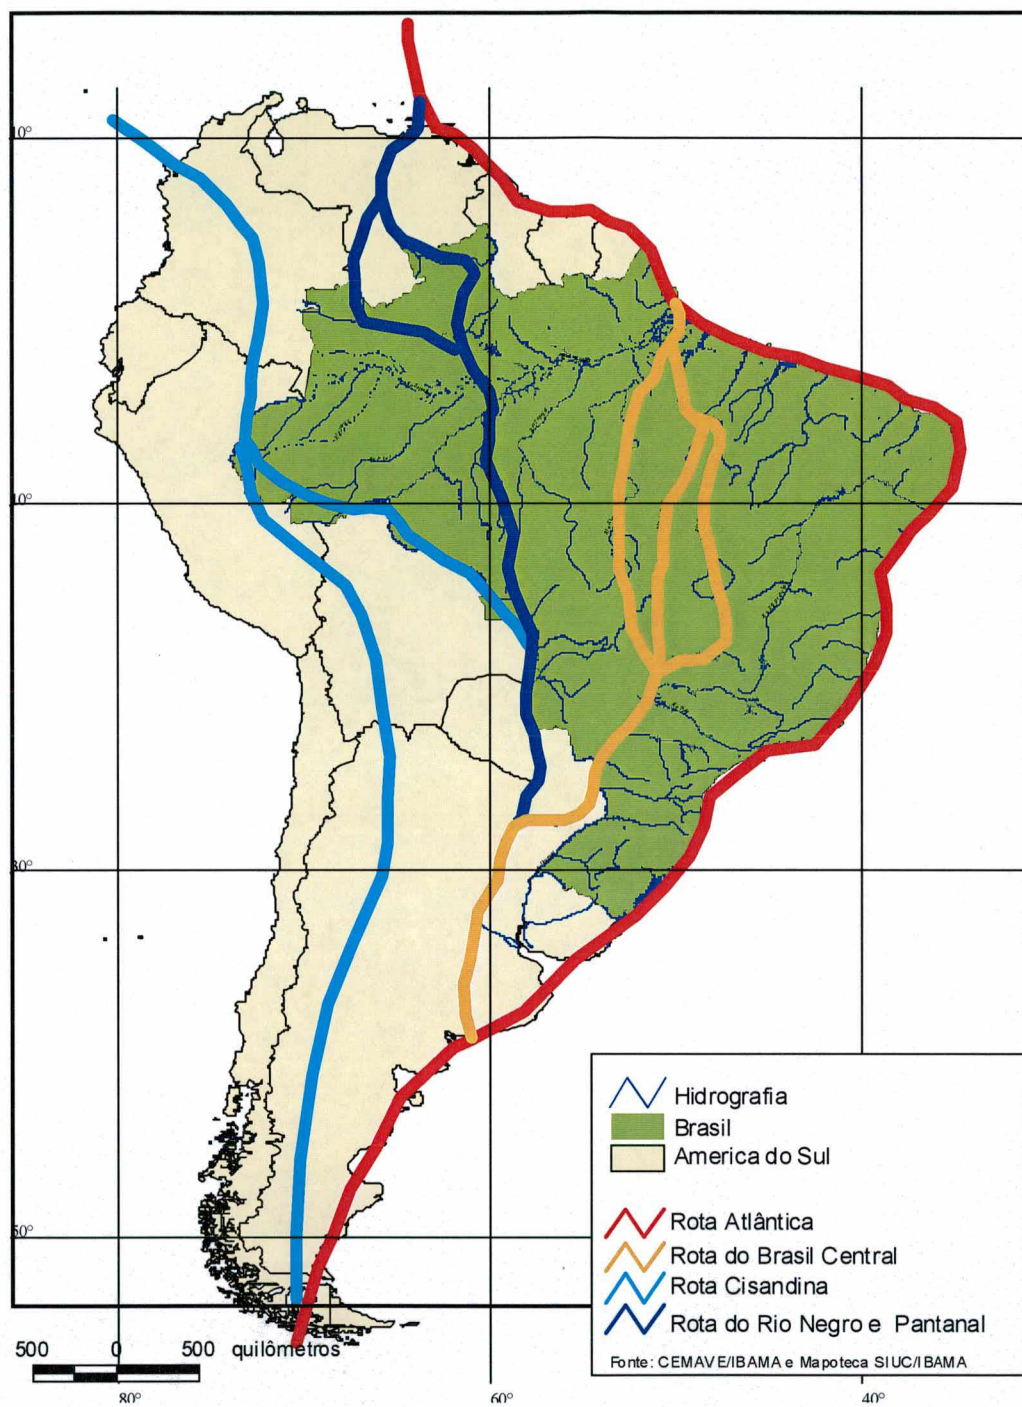 10°
10°
30°
50°
Hidrografia
Brasil
America do Sul
Rota Atlântica
Rota do Brasil Central
Rota Cisandina
Rota do Rio Negro e Pantanal
Fonte: CEMAVE/IBAMA e Mapoteca SIUC/IBAMA
500 0 500 quilômetros
80° 60° 40°